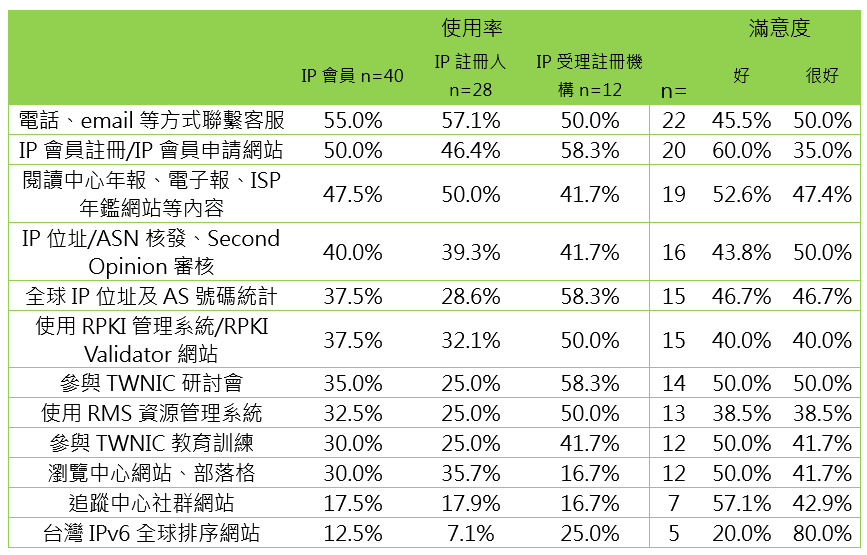 使用率 滿意度
IP 會員 n=40 IP 註冊人 n=28 IP 受理註冊機構 n=12 n= 好 很好
電話、email 等方式聯繫客服 55.0% 57.1% 50.0% 22 45.5% 50.0%
IP 會員註冊/IP 會員申請網站 50.0% 46.4% 58.3% 20 60.0% 35.0%
閱讀中心年報、電子報、ISP
年鑑網站等內容 47.5% 50.0% 41.7% 19 52.6% 47.4%
IP 位址/ASN 核發、Second
Opinion 審核 40.0% 39.3% 41.7% 16 43.8% 50.0%
全球 IP 位址及 AS 號碼統計 37.5% 28.6% 58.3% 15 46.7% 46.7%
使用 RPKI 管理系統/RPKI
Validator 網站 37.5% 32.1% 50.0% 15 40.0% 40.0%
參與 TWNIC 研討會 35.0% 25.0% 58.3% 14 50.0% 50.0%
使用 RMS 資源管理系統 32.5% 25.0% 50.0% 13 38.5% 38.5%
參與 TWNIC 教育訓練 30.0% 25.0% 41.7% 12 50.0% 41.7%
瀏覽中心網站、部落格 30.0% 35.7% 16.7% 12 50.0% 41.7%
追蹤中心社群網站 17.5% 17.9% 16.7% 7 57.1% 42.9%
台灣 IPv6 全球排序網站 12.5% 7.1% 25.0% 5 20.0% 80.0%